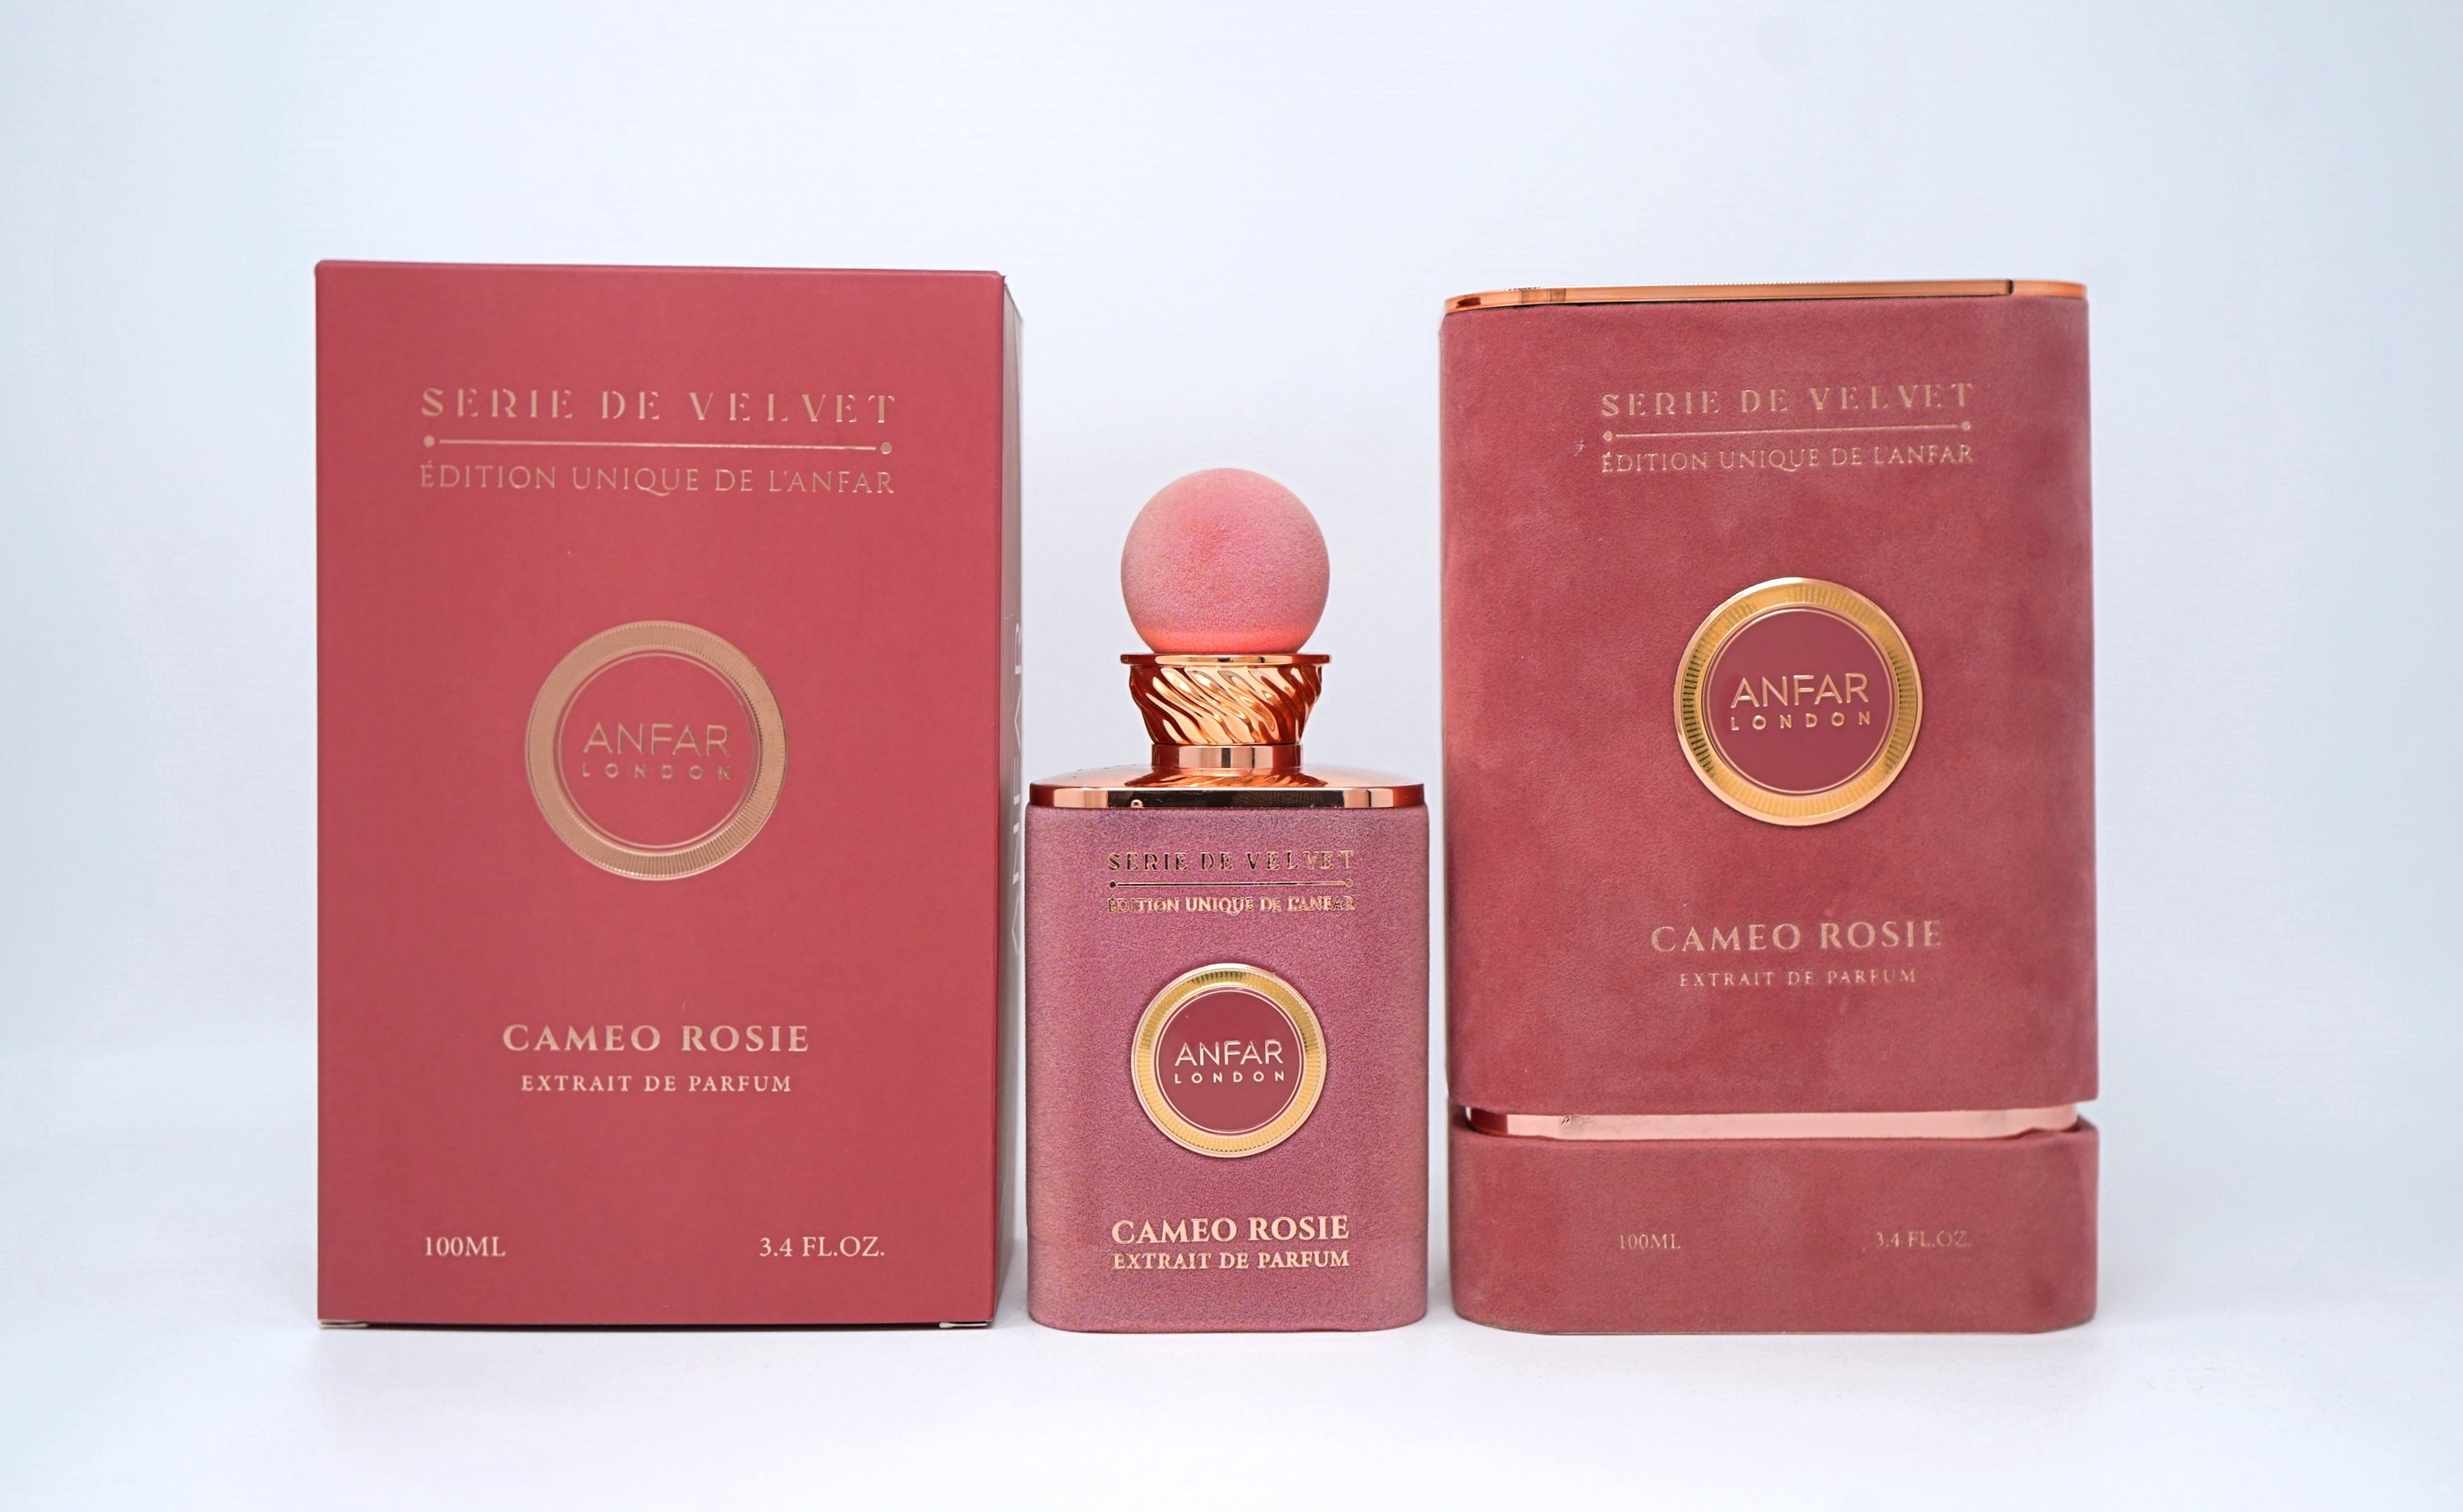 SERIE DE VELVET
ÉDITION UNIQUE DE L'ANFAR
ANFAR
LONDON
CAMEO ROSIE
EXTRAIT DE PARFUM
100ML
3.4 FL.OZ.
SERIE DE VELVET
ÉDITION UNIQUE DE L'ANFAR
ANFAR
LONDON
CAMEO ROSIE
EXTRAIT DE PARFUM
SERIE DE VELVET
ÉDITION UNIQUE DE L'ANFAR
ANFAR
LONDON
CAMEO ROSIE
EXTRAIT DE PARFUM
100ML
3.4 FL.OZ.